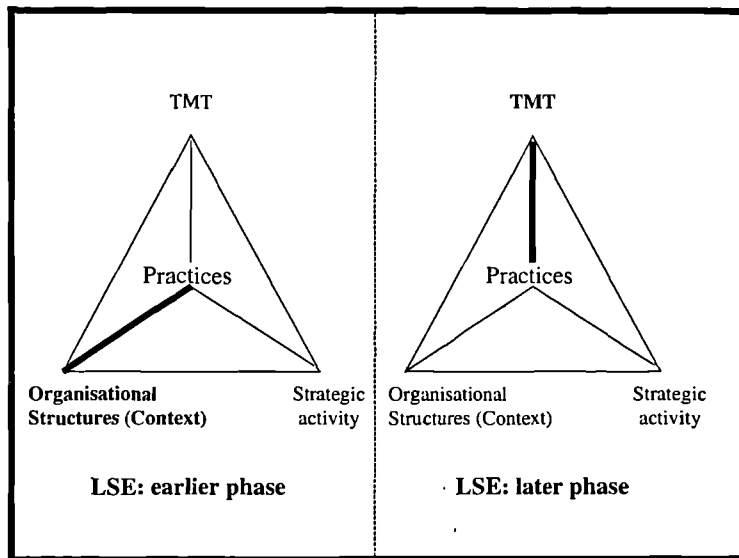 TMT
Practices
Organisational
Structures (Context)
Strategic
activity
LSE: earlier phase
TMT
Practices
Organisational
Structures (Context)
Strategic
activity
LSE: later phase